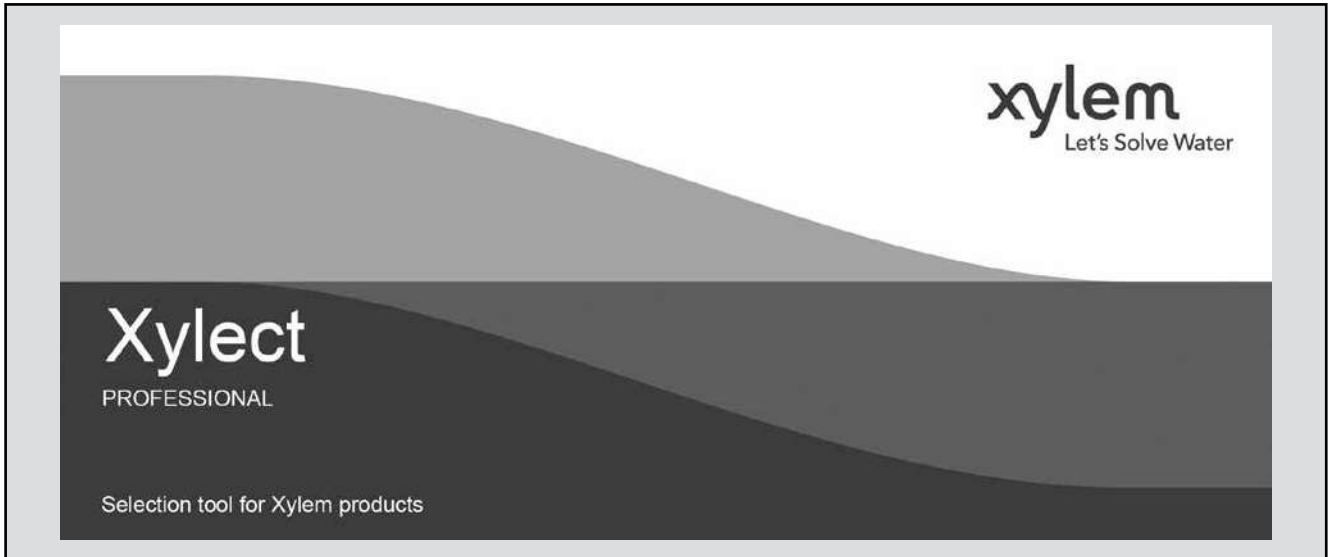 xylem
Let's Solve Water
Xylect
PROFESSIONAL
Selection tool for Xylem products